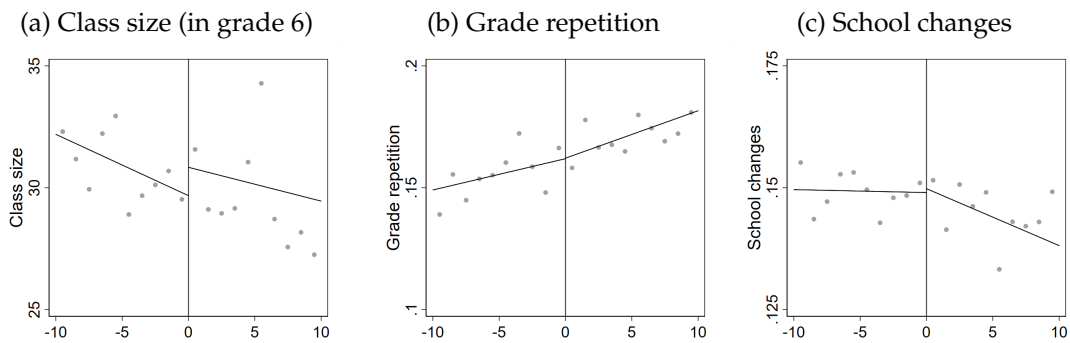 (a) Class size (in grade 6)
Class size
35
30
25
-10 -5 0 5 10
(b) Grade repetition
Grade repetition
.2
.15
.1
-10 -5 0 5 10
(c) School changes
School changes
.175
.15
.125
-10 -5 0 5 10